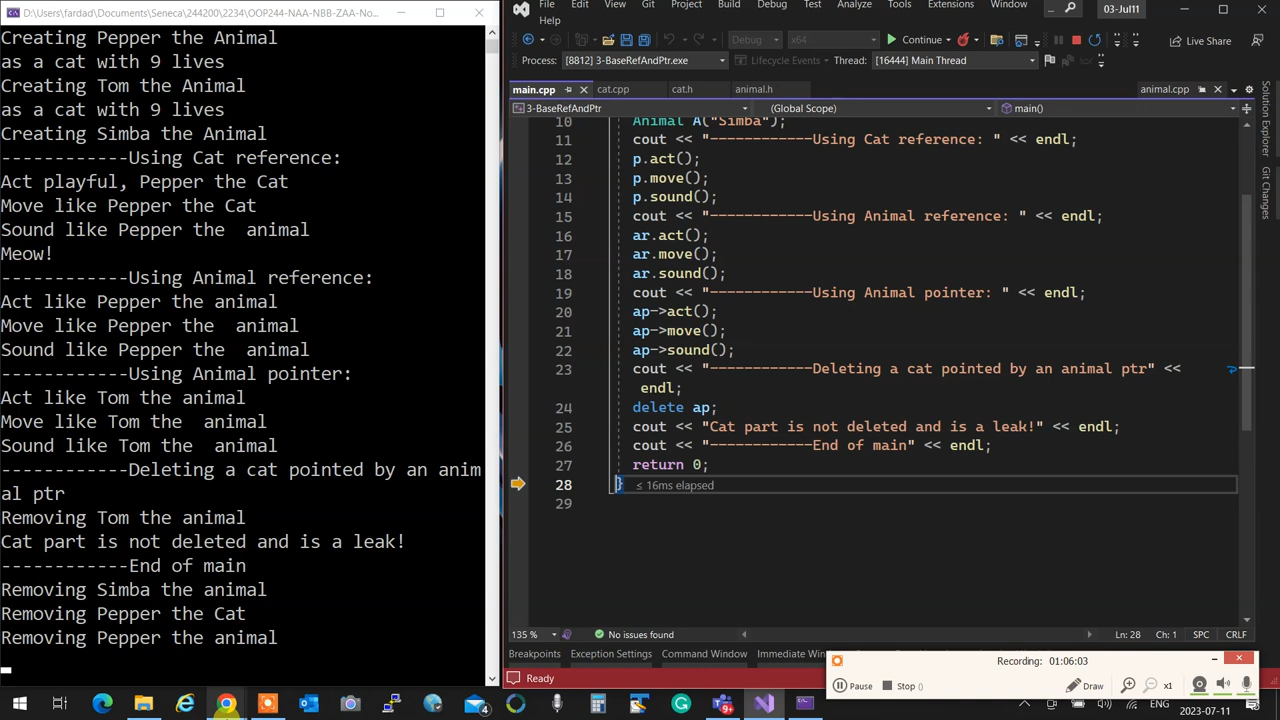 D:\Users\fardad\Documents\Seneca\244200\2234\OOP244-NAA-NBB-ZAA-No...
Creating Pepper the Animal
as a cat with 9 lives
Creating Tom the Animal
as a cat with 9 lives
Creating Simba the Animal
------------Using Cat reference:
Act playful, Pepper the Cat
Move like Pepper the Cat
Sound like Pepper the  animal
Meow!
------------Using Animal reference:
Act like Pepper the animal
Move like Pepper the  animal
Sound like Pepper the  animal
------------Using Animal pointer:
Act like Tom the animal
Move like Tom the  animal
Sound like Tom the  animal
------------Deleting a cat pointed by an anim
al ptr
Removing Tom the animal
Cat part is not deleted and is a leak!
------------End of main
Removing Simba the animal
Removing Pepper the Cat
Removing Pepper the animal
File Edit View Git Project Build Debug Test Analyze Tools Extensions Window
Help
03-Jul11
Debug x64 Continue Live Share
Process: [8812] 3-BaseRefAndPtr.exe Lifecycle Events Thread: [16444] Main Thread
main.cpp cat.cpp cat.h animal.h animal.cpp
3-BaseRefAndPtr (Global Scope) main()
10 Animal A("Simba");
11 cout << "------------Using Cat reference: " << endl;
12 p.act();
13 p.move();
14 p.sound();
15 cout << "------------Using Animal reference: " << endl;
16 ar.act();
17 ar.move();
18 ar.sound();
19 cout << "------------Using Animal pointer: " << endl;
20 ap->act();
21 ap->move();
22 ap->sound();
23 cout << "------------Deleting a cat pointed by an animal ptr" <<
endl;
24 delete ap;
25 cout << "Cat part is not deleted and is a leak!" << endl;
26 cout << "------------End of main" << endl;
27 return 0;
28 } ≤ 16ms elapsed
29
Solution Explorer
Git Changes
135 % No issues found Ln: 28 Ch: 1 SPC CRLF
Breakpoints Exception Settings Command Window Immediate Win
Ready
Recording: 01:06:03
Pause Stop () Draw x1
ENG 2023-07-11